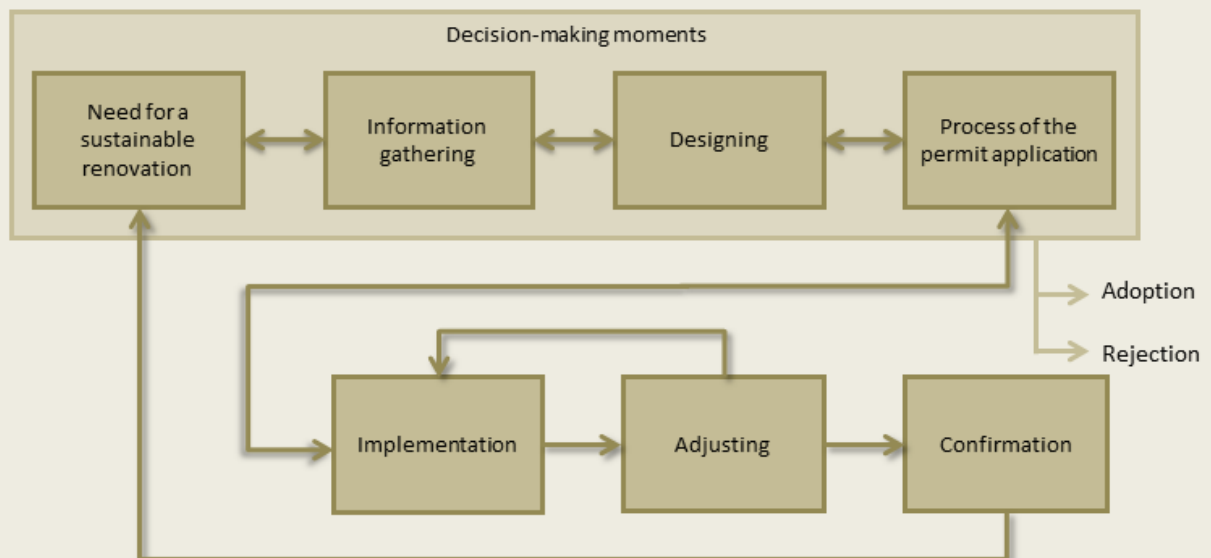 Decision-making moments
Need for a
sustainable
renovation
Information
gathering
Designing
Process of the
permit application
Adoption
Rejection
Implementation
Adjusting
Confirmation